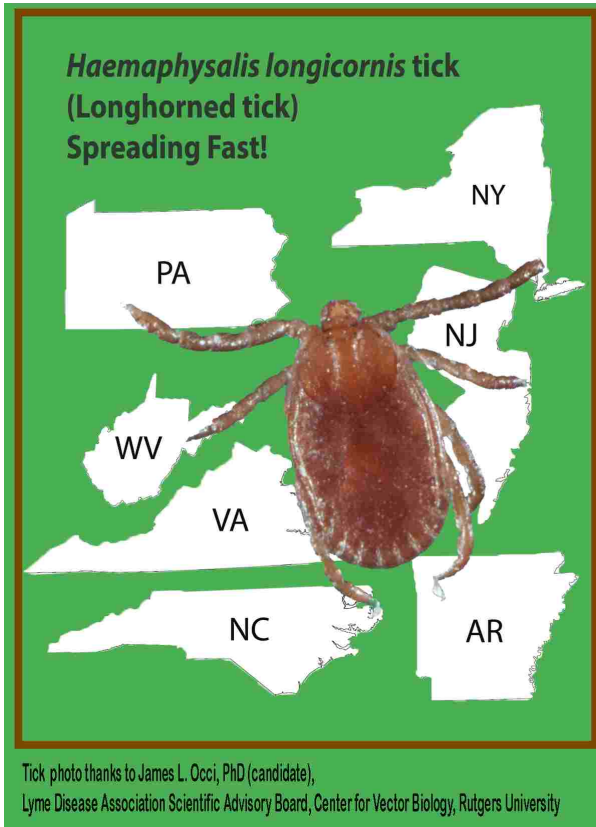 Haemaphysalis longicornis tick
(Longhorned tick)
Spreading Fast!
NY
PA
NJ
WV
VA
NC
AR
Tick photo thanks to James L. Occi, PhD (candidate),
Lyme Disease Association Scientific Advisory Board, Center for Vector Biology, Rutgers University